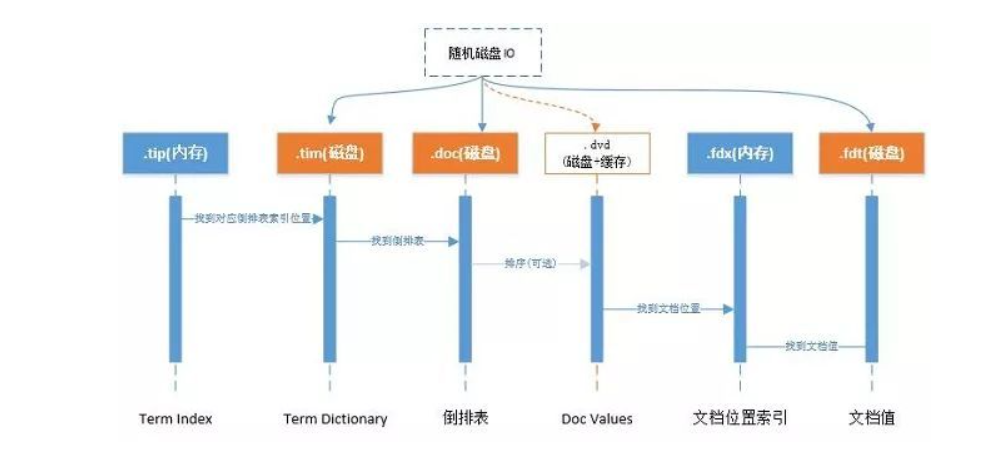 随机磁盘IO
.tip(内存)
.tim(磁盘)
.doc(磁盘)
.dvd
(磁盘+缓存)
.fdx(内存)
.fdt(磁盘)
找到对应倒排表索引位置
找到倒排表
排序(可选)
找到文档位置
找到文档值
Term Index
Term Dictionary
倒排表
Doc Values
文档位置索引
文档值